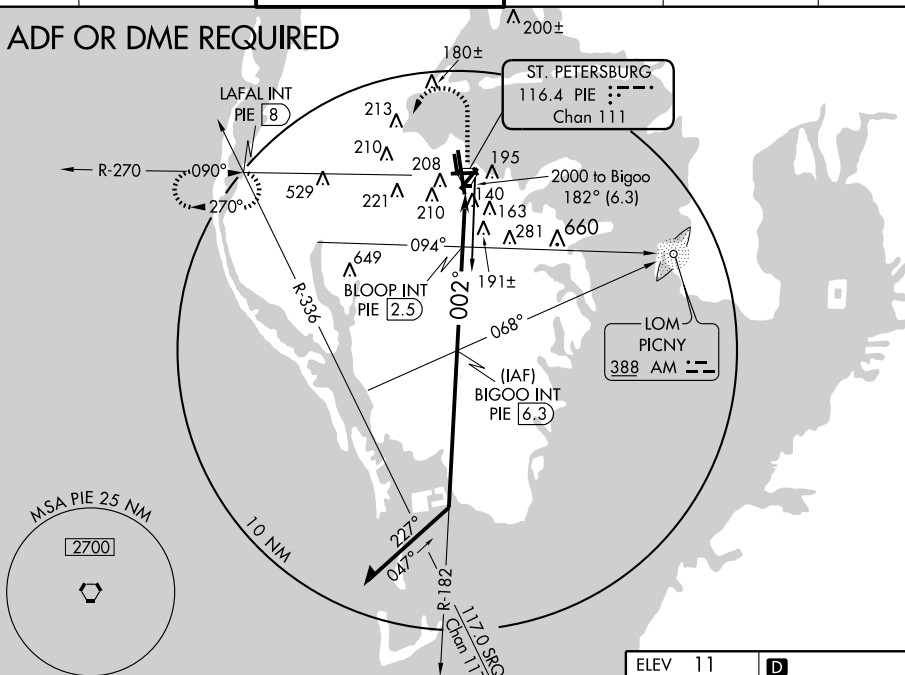 ADF OR DME REQUIRED
200±
180±
ST. PETERSBURG
116.4 PIE
Chan 111
LAFAL INT
PIE 8
213
210
R-270
090°
208
195
2000 to Bigoo
182° (6.3)
529
221
210
140
163
270°
281
660
094°
649
191±
BLOOP INT
PIE 2.5
002°
R-336
068°
LOM
PICNY
388 AM
(IAF)
BIGOO INT
PIE 6.3
MSA PIE 25 NM
2700
10 NM
227°
047°
R-182
117.0 SRQ
ELEV 11
D